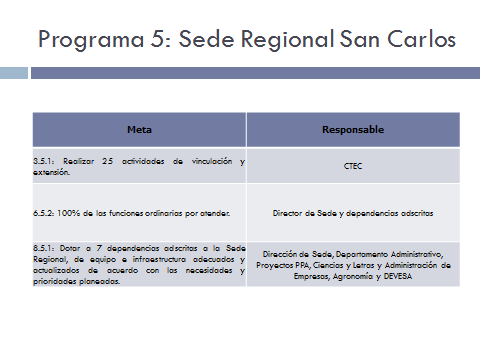 Programa 5: Sede Regional San Carlos
Meta
Responsable
3.5.1: Realizar 25 actividades de vinculación y
extensión.
CTEC
6.5.2: 100% de las funciones ordinarias por atender.
Director de Sede y dependencias adscritas
8.5.1: Dotar a 7 dependencias adscritas a la Sede
Regional, de equipo e infraestructura adecuados y
actualizados de acuerdo con las necesidades y
prioridades planeadas.
Dirección de Sede, Departamento Administrativo,
Proyectos PPA, Ciencias y Letras y Administración de
Empresas, Agronomía y DEVESA